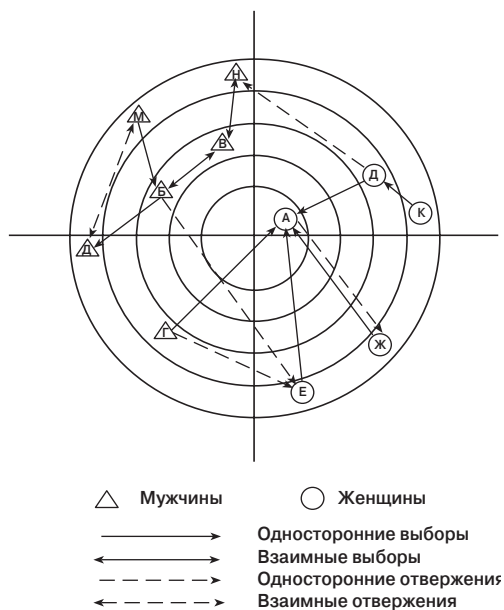 Н
М
В
Б
Д
К
А
Д
Г
Ж
Е
Мужчины Женщины
Односторонние выборы
Взаимные выборы
Односторонние отвержения
Взаимные отвержения